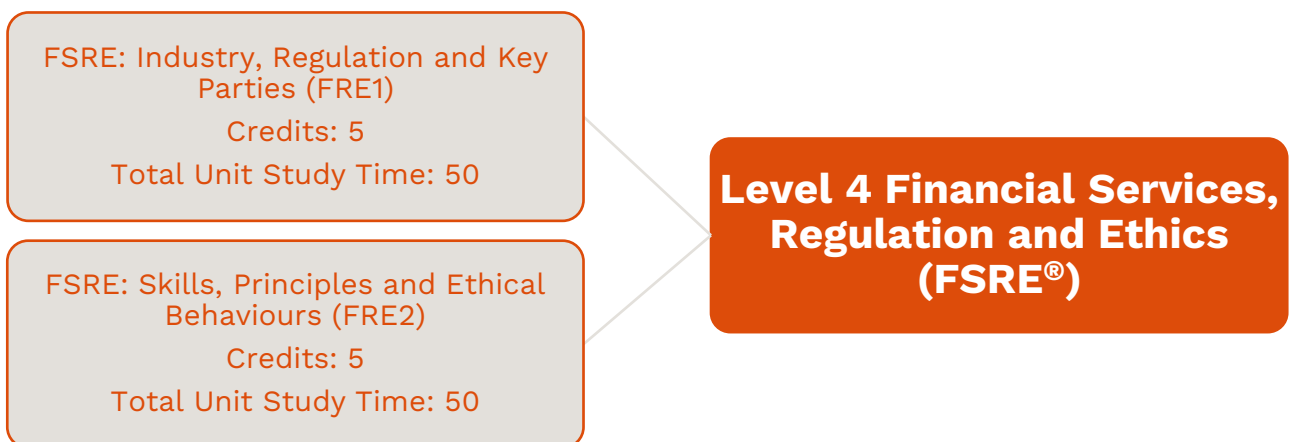 FSRE: Industry, Regulation and Key
Parties (FRE1)
Credits: 5
Total Unit Study Time: 50
FSRE: Skills, Principles and Ethical
Behaviours (FRE2)
Credits: 5
Total Unit Study Time: 50
Level 4 Financial Services,
Regulation and Ethics
(FSRE®)